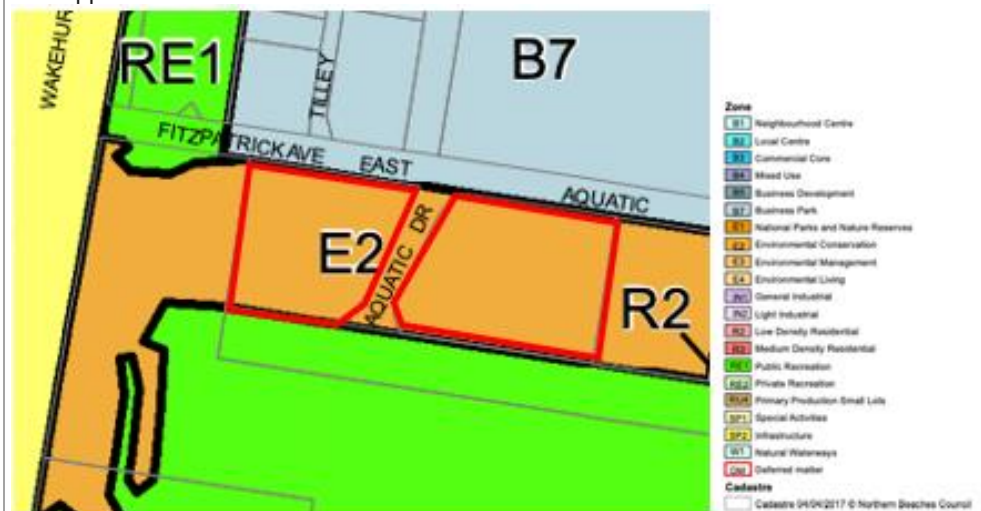 WAKEHUR
RE1
TILLEY
B7
FITZPATRICK AVE EAST
AQUATIC
E2
AQUATIC DR
R2
Zone
B1 Neighbourhood Centre
B2 Local Centre
B3 Commercial Core
B4 Mixed Use
B5 Business Development
B7 Business Park
E1 National Parks and Nature Reserves
E2 Environmental Conservation
E3 Environmental Management
E4 Environmental Living
IN1 General Industrial
IN2 Light Industrial
R2 Low Density Residential
R3 Medium Density Residential
RE1 Public Recreation
RE2 Private Recreation
RU4 Primary Production Small Lots
SP1 Special Activities
SP2 Infrastructure
W1 Natural Waterways
DM Deferred matter
Cadastre
Cadastre 04/04/2017 © Northern Beaches Council